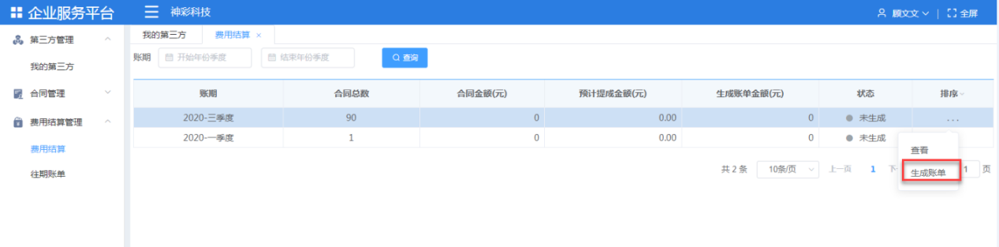 企业服务平台 神彩科技 顾文文 | 全屏
第三方管理
我的第三方
合同管理
费用结算管理
费用结算
往期账单
我的第三方 费用结算 ×
账期 开始年份季度 结束年份季度 查询
账期 合同总数 合同金额(元) 预计提成金额(元) 生成账单金额(元) 状态 排序
2020-三季度 90 0 0.00 0 未生成 ...
2020-一季度 1 0 0.00 0 未生成
查看
生成账单
共 2 条 10条/页 上一页 1 下 1 页